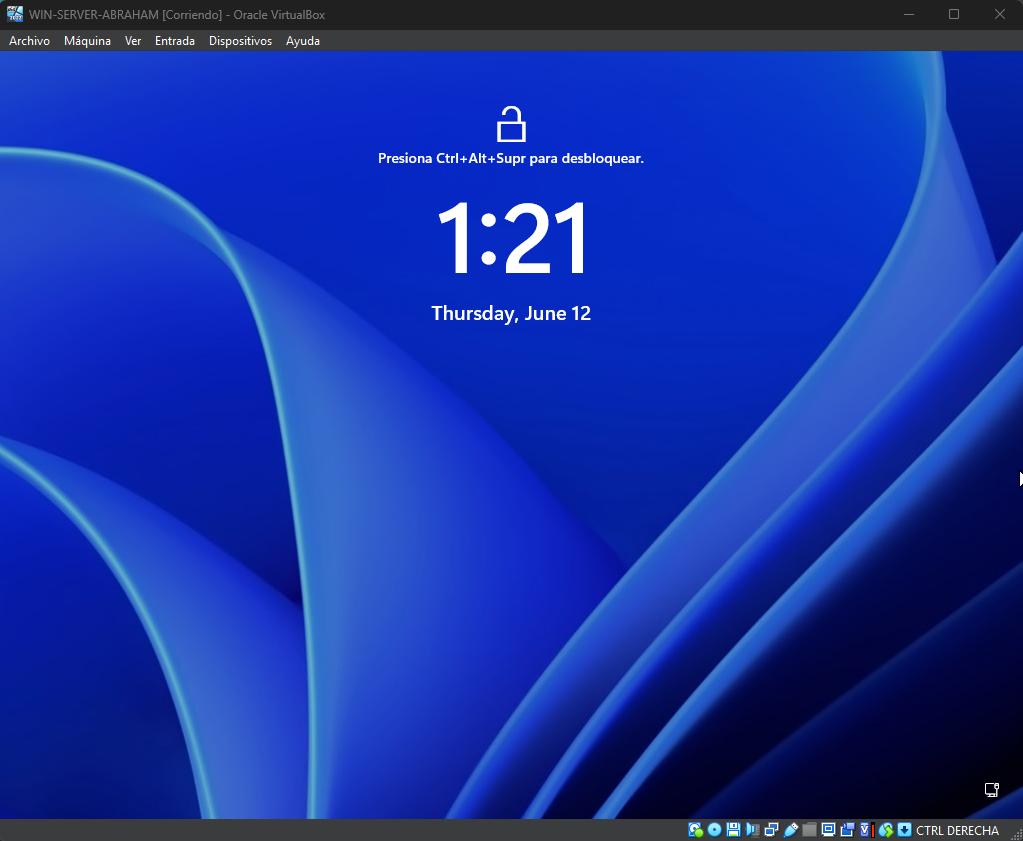 WIN-SERVER-ABRAHAM [Corriendo] - Oracle VirtualBox
Archivo Máquina Ver Entrada Dispositivos Ayuda
Presiona Ctrl+Alt+Supr para desbloquear.
1:21
Thursday, June 12
CTRL DERECHA